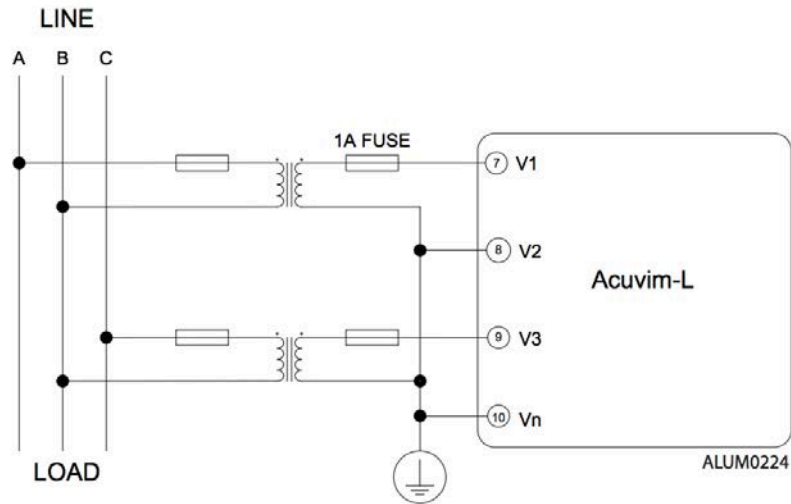 LINE
A B C
1A FUSE
7 V1
8 V2
Acuvim-L
9 V3
10 Vn
LOAD
ALUM0224